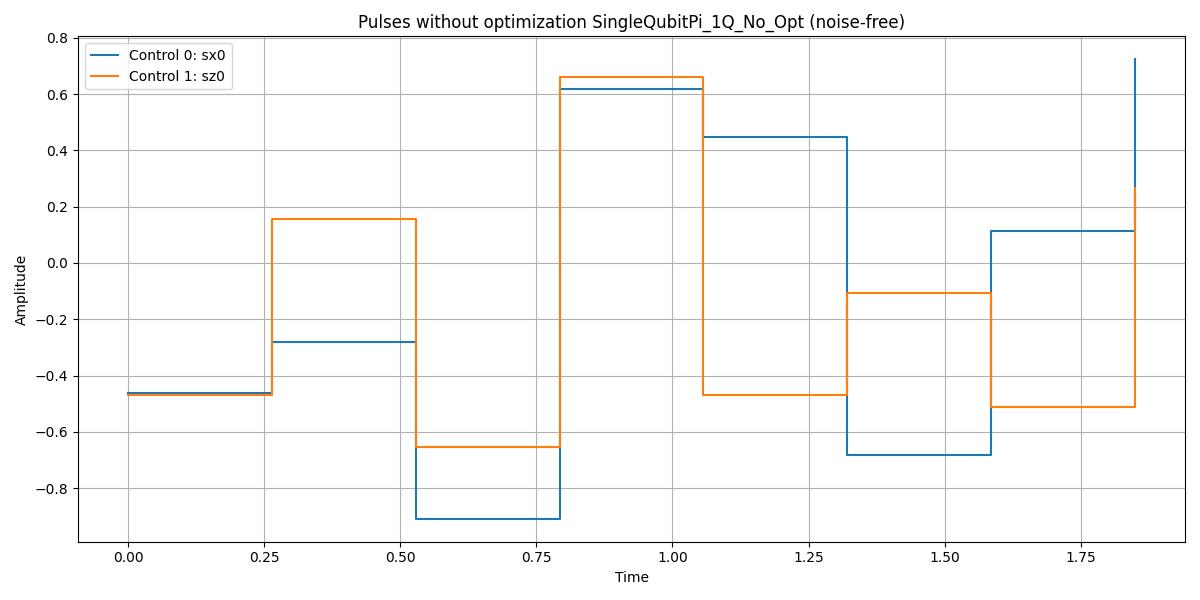 Pulses without optimization SingleQubitPi_1Q_No_Opt (noise-free)
Control 0: sx0
Control 1: sz0
Amplitude
0.8
0.6
0.4
0.2
0.0
−0.2
−0.4
−0.6
−0.8
0.00 0.25 0.50 0.75 1.00 1.25 1.50 1.75
Time